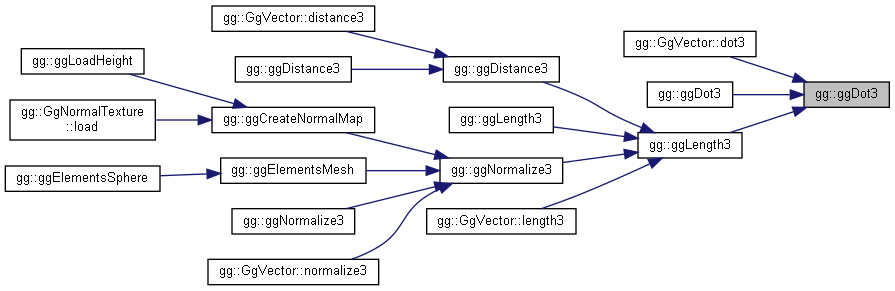 gg::GgVector::distance3
gg::GgVector::dot3
gg::ggLoadHeight
gg::ggDistance3
gg::ggDistance3
gg::ggDot3
gg::ggDot3
gg::GgNormalTexture
::load
gg::ggCreateNormalMap
gg::ggLength3
gg::ggLength3
gg::ggElementsSphere
gg::ggElementsMesh
gg::ggNormalize3
gg::ggNormalize3
gg::GgVector::length3
gg::GgVector::normalize3